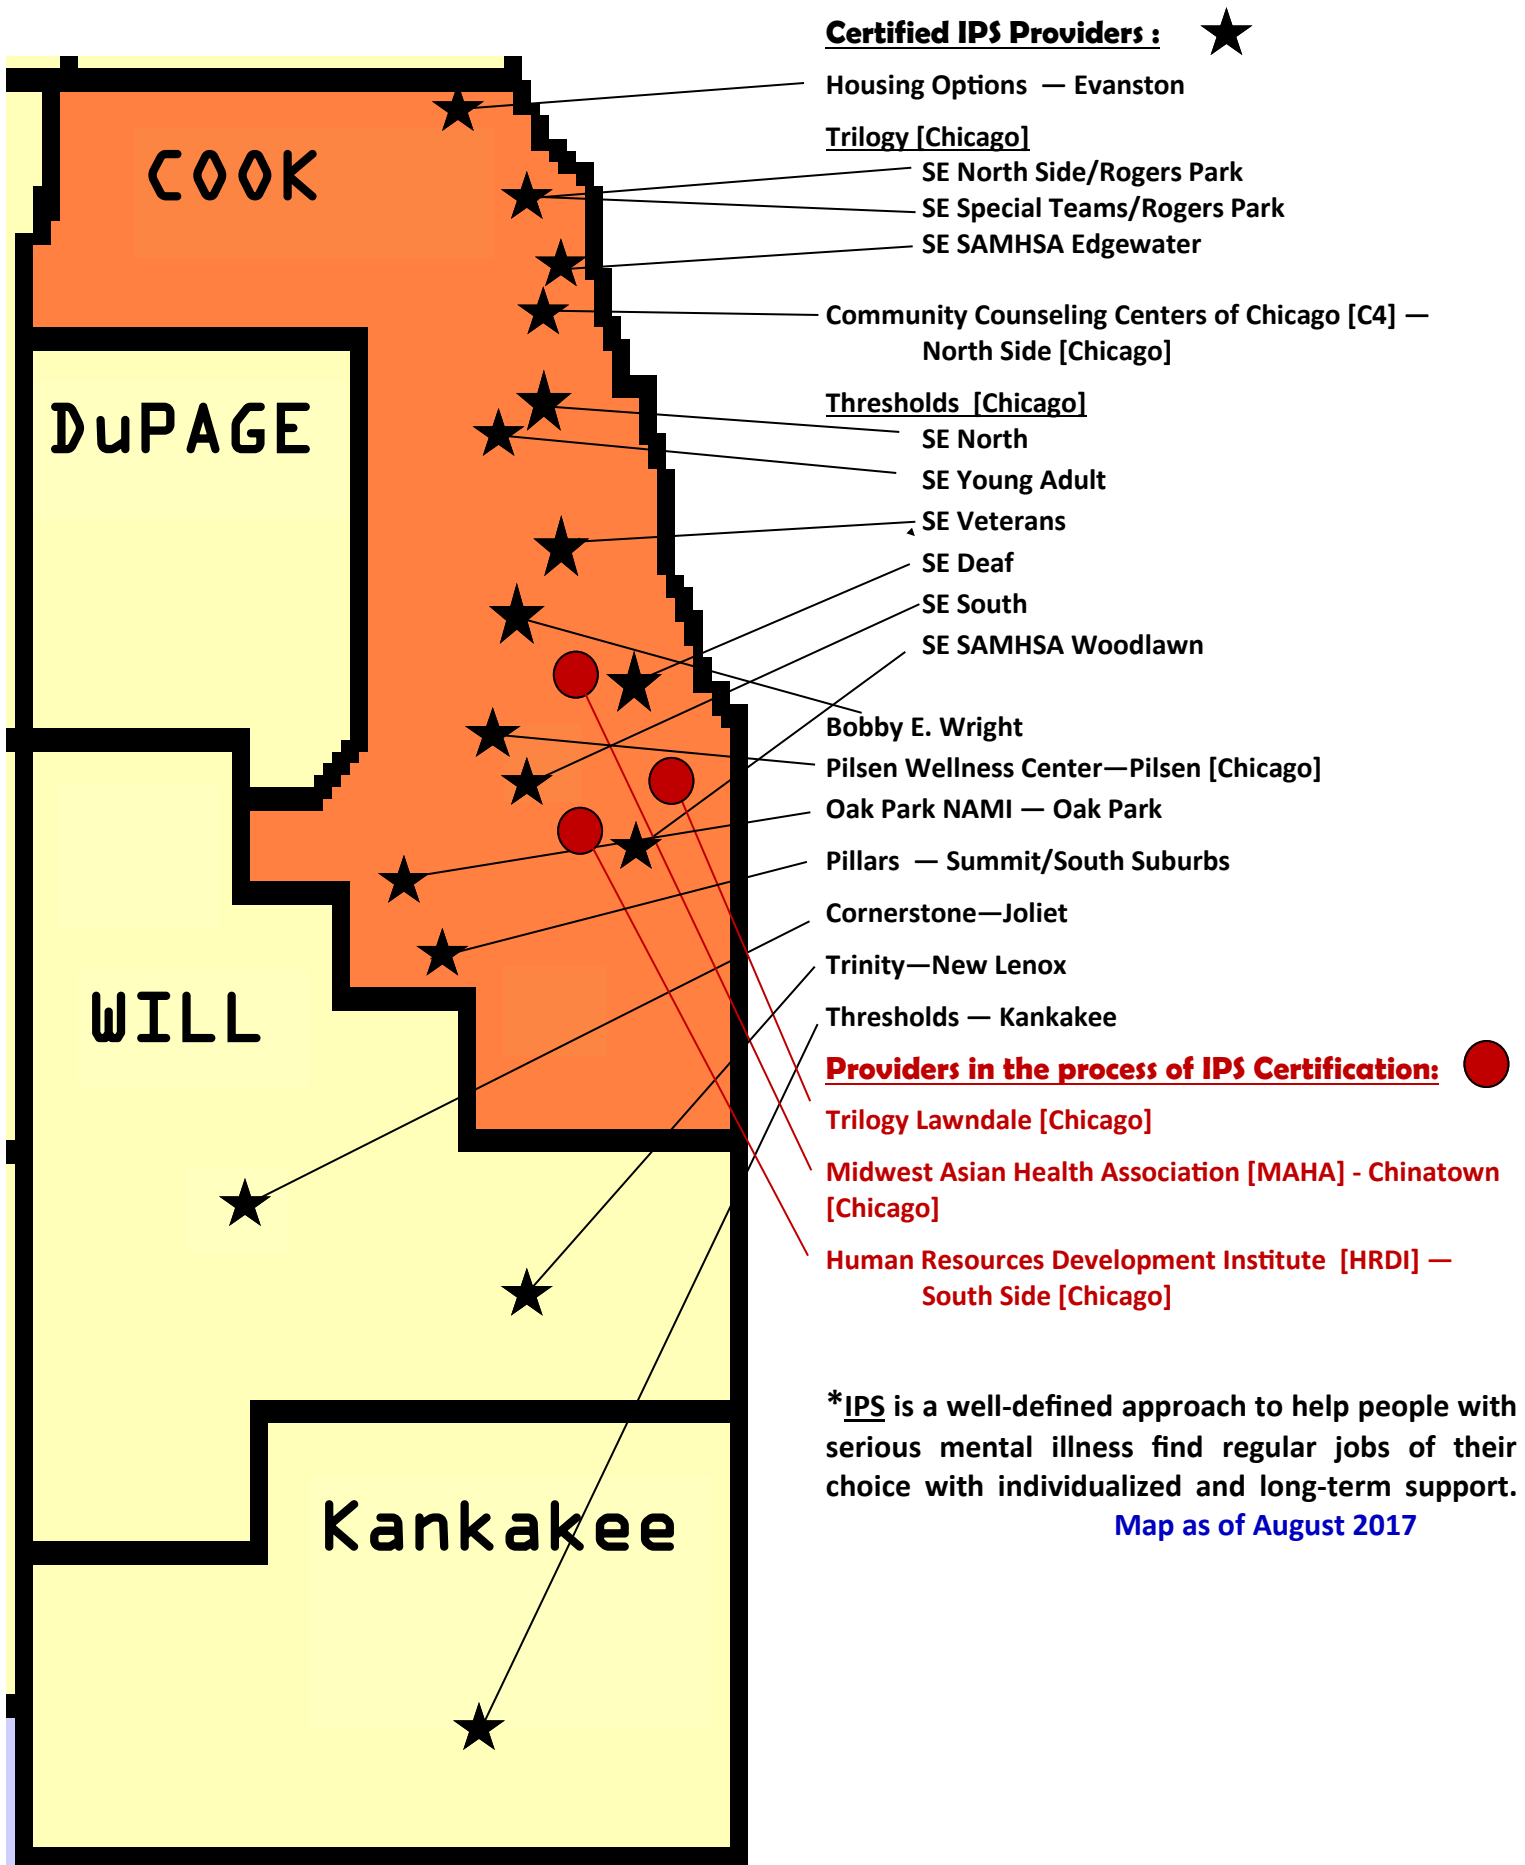 Certified IPS Providers :
Housing Options — Evanston
Trilogy [Chicago]
SE North Side/Rogers Park
SE Special Teams/Rogers Park
SE SAMHSA Edgewater
Community Counseling Centers of Chicago [C4] —
North Side [Chicago]
Thresholds [Chicago]
SE North
SE Young Adult
SE Veterans
SE Deaf
SE South
SE SAMHSA Woodlawn
Bobby E. Wright
Pilsen Wellness Center—Pilsen [Chicago]
Oak Park NAMI — Oak Park
Pillars — Summit/South Suburbs
Cornerstone—Joliet
Trinity—New Lenox
Thresholds — Kankakee
Providers in the process of IPS Certification:
Trilogy Lawndale [Chicago]
Midwest Asian Health Association [MAHA] - Chinatown
[Chicago]
Human Resources Development Institute [HRDI] —
South Side [Chicago]
*IPS is a well-defined approach to help people with
serious mental illness find regular jobs of their
choice with individualized and long-term support.
Map as of August 2017
COOK
DuPAGE
WILL
Kankakee